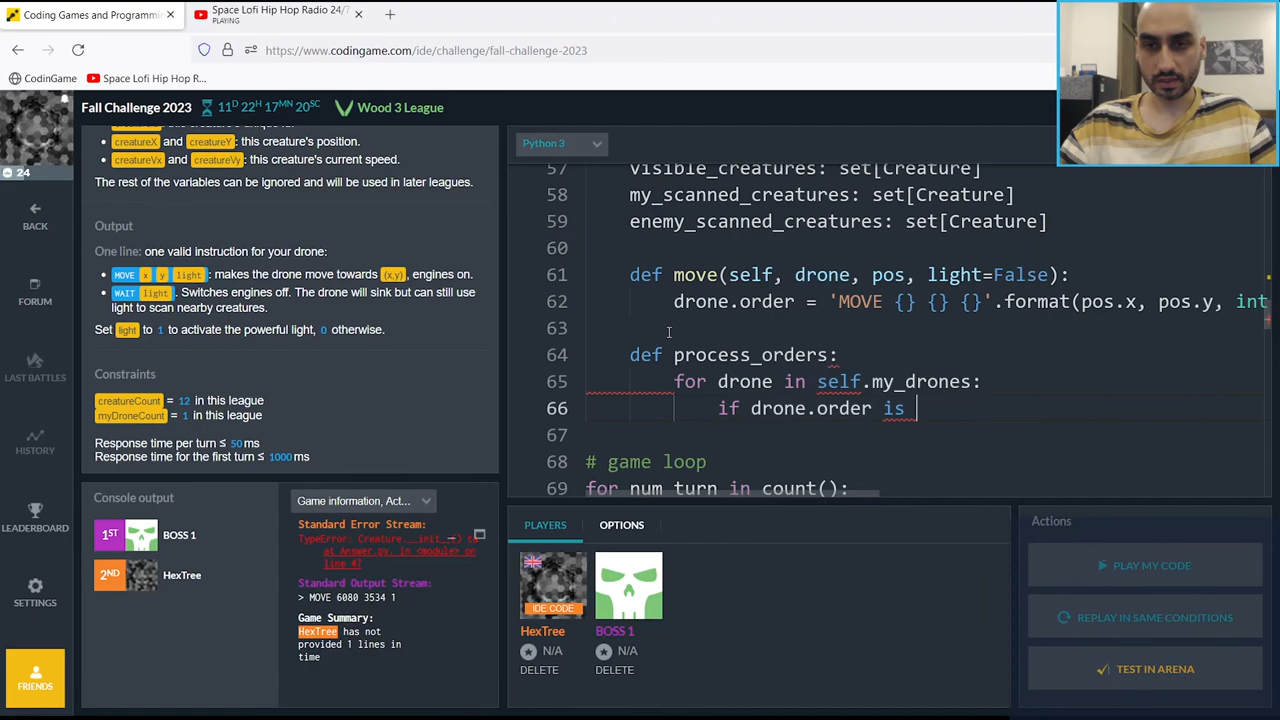 Coding Games and Programmin
Space Lofi Hip Hop Radio 24/7
PLAYING
https://www.codingame.com/ide/challenge/fall-challenge-2023
CodinGame
Space Lofi Hip Hop R...
Fall Challenge 2023
11D 22H 17MN 20SC
Wood 3 League
24
BACK
FORUM
LAST BATTLES
HISTORY
LEADERBOARD
SETTINGS
FRIENDS
creatureX and creatureY: this creature's position.
creatureVx and creatureVy: this creature's current speed.
The rest of the variables can be ignored and will be used in later leagues.
Output
One line: one valid instruction for your drone:
MOVE x y light: makes the drone move towards (x,y), engines on.
WAIT light. Switches engines off. The drone will sink but can still use
light to scan nearby creatures.
Set light to 1 to activate the powerful light, 0 otherwise.
Constraints
creatureCount = 12 in this league
myDroneCount = 1 in this league
Response time per turn ≤ 50 ms
Response time for the first turn ≤ 1000 ms
Python 3
57 visible_creatures: set[Creature]
58 my_scanned_creatures: set[Creature]
59 enemy_scanned_creatures: set[Creature]
60
61 def move(self, drone, pos, light=False):
62 drone.order = 'MOVE {} {} {}'.format(pos.x, pos.y, int
63
64 def process_orders:
65 for drone in self.my_drones:
66 if drone.order is
67
68 # game loop
69 for num_turn in count():
Console output
1ST BOSS 1
2ND HexTree
Game information, Act...
Standard Error Stream:
TypeError: Creature.__init__() to
at Answer.py. in <module> on
line 47
Standard Output Stream:
> MOVE 6080 3534 1
Game Summary:
HexTree has not
provided 1 lines in
time
PLAYERS
OPTIONS
IDE CODE
HexTree
N/A
DELETE
BOSS 1
N/A
DELETE
Actions
PLAY MY CODE
REPLAY IN SAME CONDITIONS
TEST IN ARENA